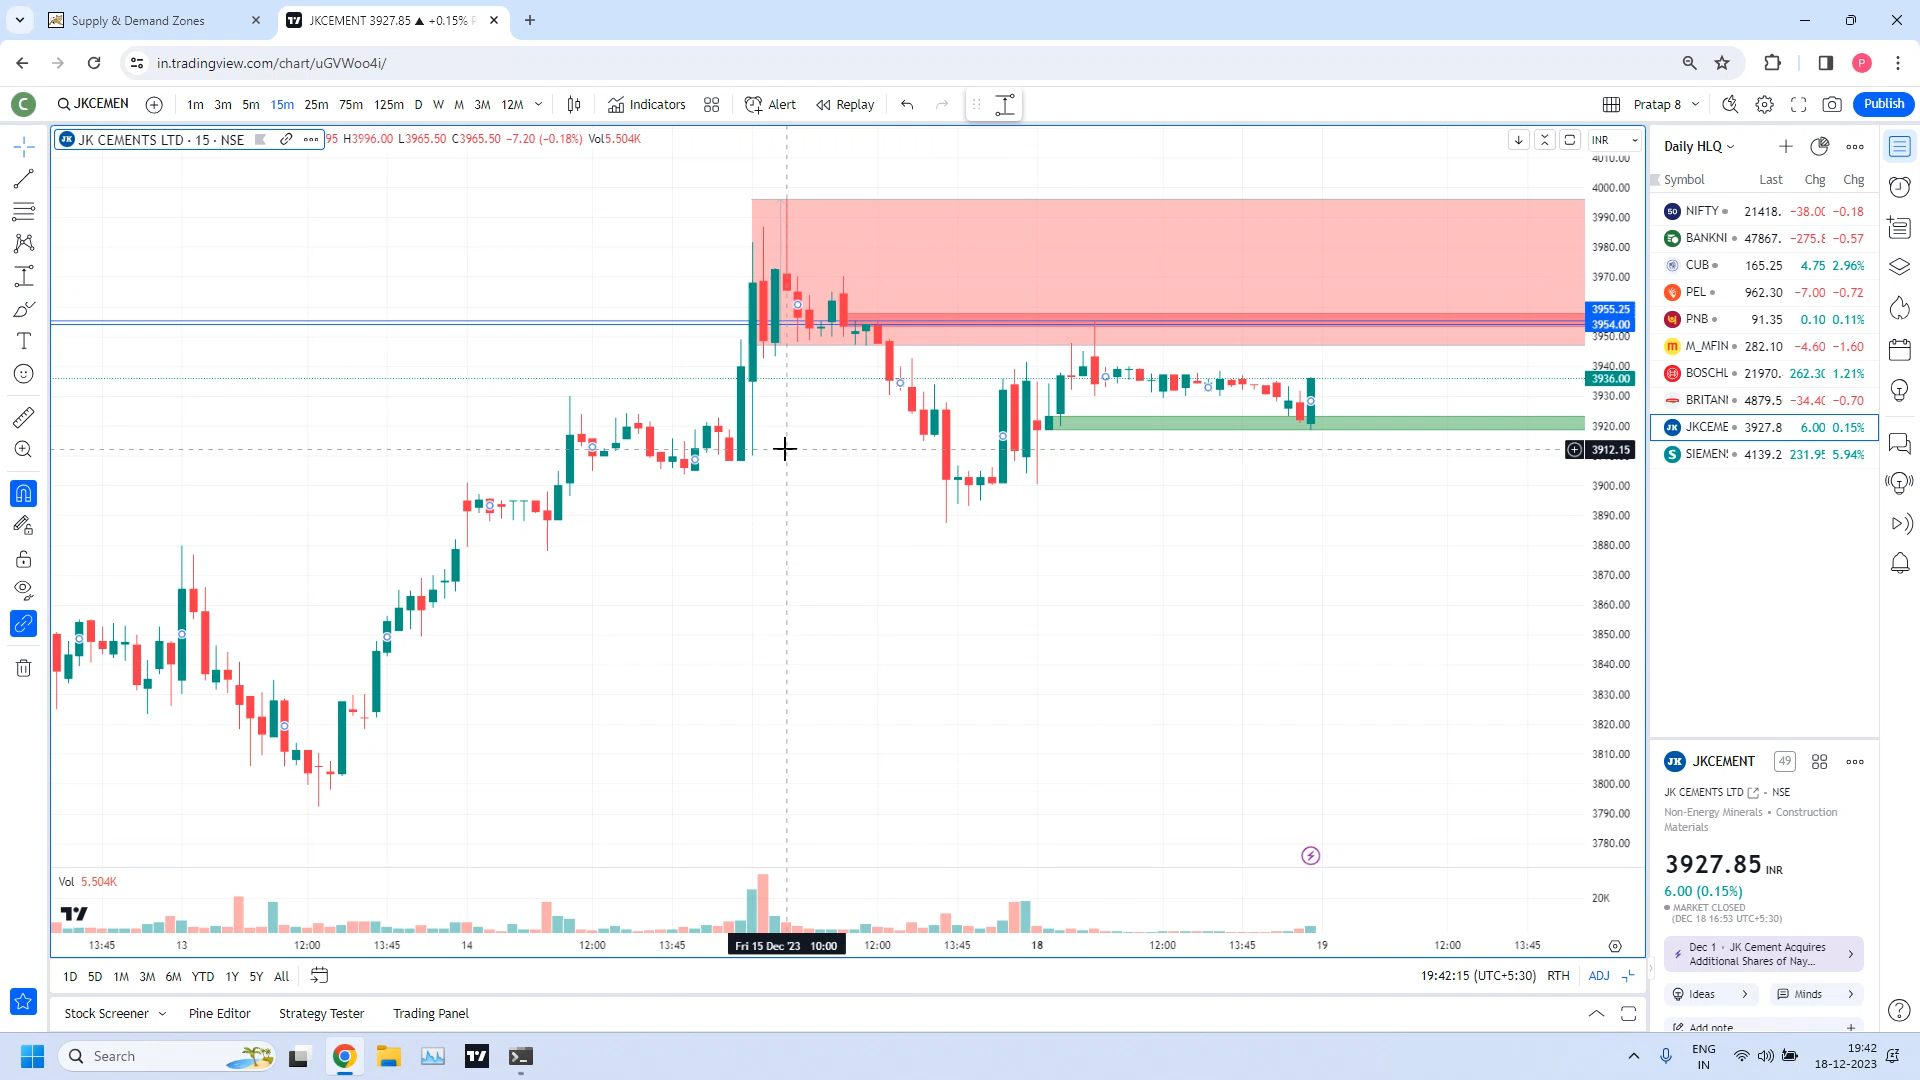 Supply & Demand Zones
JKCEMENT 3927.85 ▲ +0.15% P
in.tradingview.com/chart/uGVWoo4i/
P
C
JKCEMEN
1m 3m 5m 15m 25m 75m 125m D W M 3M 12M
Indicators
Alert
Replay
Pratap 8
Publish
JK CEMENTS LTD · 15 · NSE
95 H3996.00 L3965.50 C3965.50 −7.20 (−0.18%) Vol5.504K
INR
4010.00
4000.00
3990.00
3980.00
3970.00
3955.25
3954.00
3950.00
3940.00
3936.00
3930.00
3920.00
3912.15
3900.00
3890.00
3880.00
3870.00
3860.00
3850.00
3840.00
3830.00
3820.00
3810.00
3800.00
3790.00
3780.00
Vol 5.504K
20K
13:45 13 12:00 13:45 14 12:00 13:45 Fri 15 Dec '23 10:00 12:00 13:45 18 12:00 13:45 19 12:00 13:45
1D 5D 1M 3M 6M YTD 1Y 5Y All
19:42:15 (UTC+5:30) RTH ADJ
Stock Screener Pine Editor Strategy Tester Trading Panel
Daily HLQ
Symbol Last Chg Chg
50 NIFTY 21418. −38.00 −0.18
BANKNI 47867. −275.8 −0.57
CUB 165.25 4.75 2.96%
PEL 962.30 −7.00 −0.72
PNB 91.35 0.10 0.11%
M_MFIN 282.10 −4.60 −1.60
BOSCHL 21970. 262.30 1.21%
BRITANI 4879.5 −34.40 −0.70
JK JKCEME 3927.8 6.00 0.15%
S SIEMEN: 4139.2 231.95 5.94%
JK JKCEMENT 49
JK CEMENTS LTD - NSE
Non-Energy Minerals • Construction
Materials
3927.85 INR
6.00 (0.15%)
MARKET CLOSED
(DEC 18 16:53 UTC+5:30)
Dec 1 · JK Cement Acquires
Additional Shares of Nay...
Ideas
Minds
Add note
Search
ENG
IN
19:42
18-12-2023